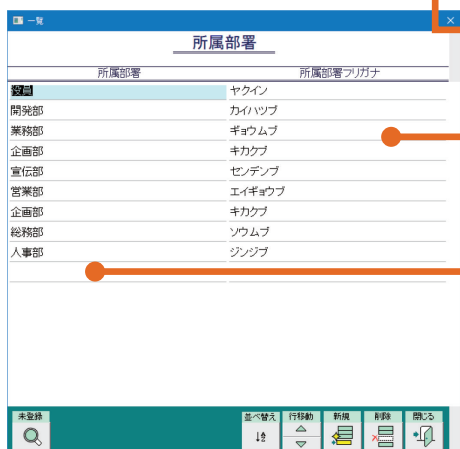 一覧
所属部署
所属部署 所属部署フリガナ
役員 ヤクイン
開発部 カイハツブ
業務部 ギョウムブ
企画部 キカクブ
宣伝部 センデンブ
営業部 エイギョウブ
企画部 キカクブ
総務部 ソウムブ
人事部 ジンジブ
未登録 並べ替え 行移動 新規 削除 閉じる